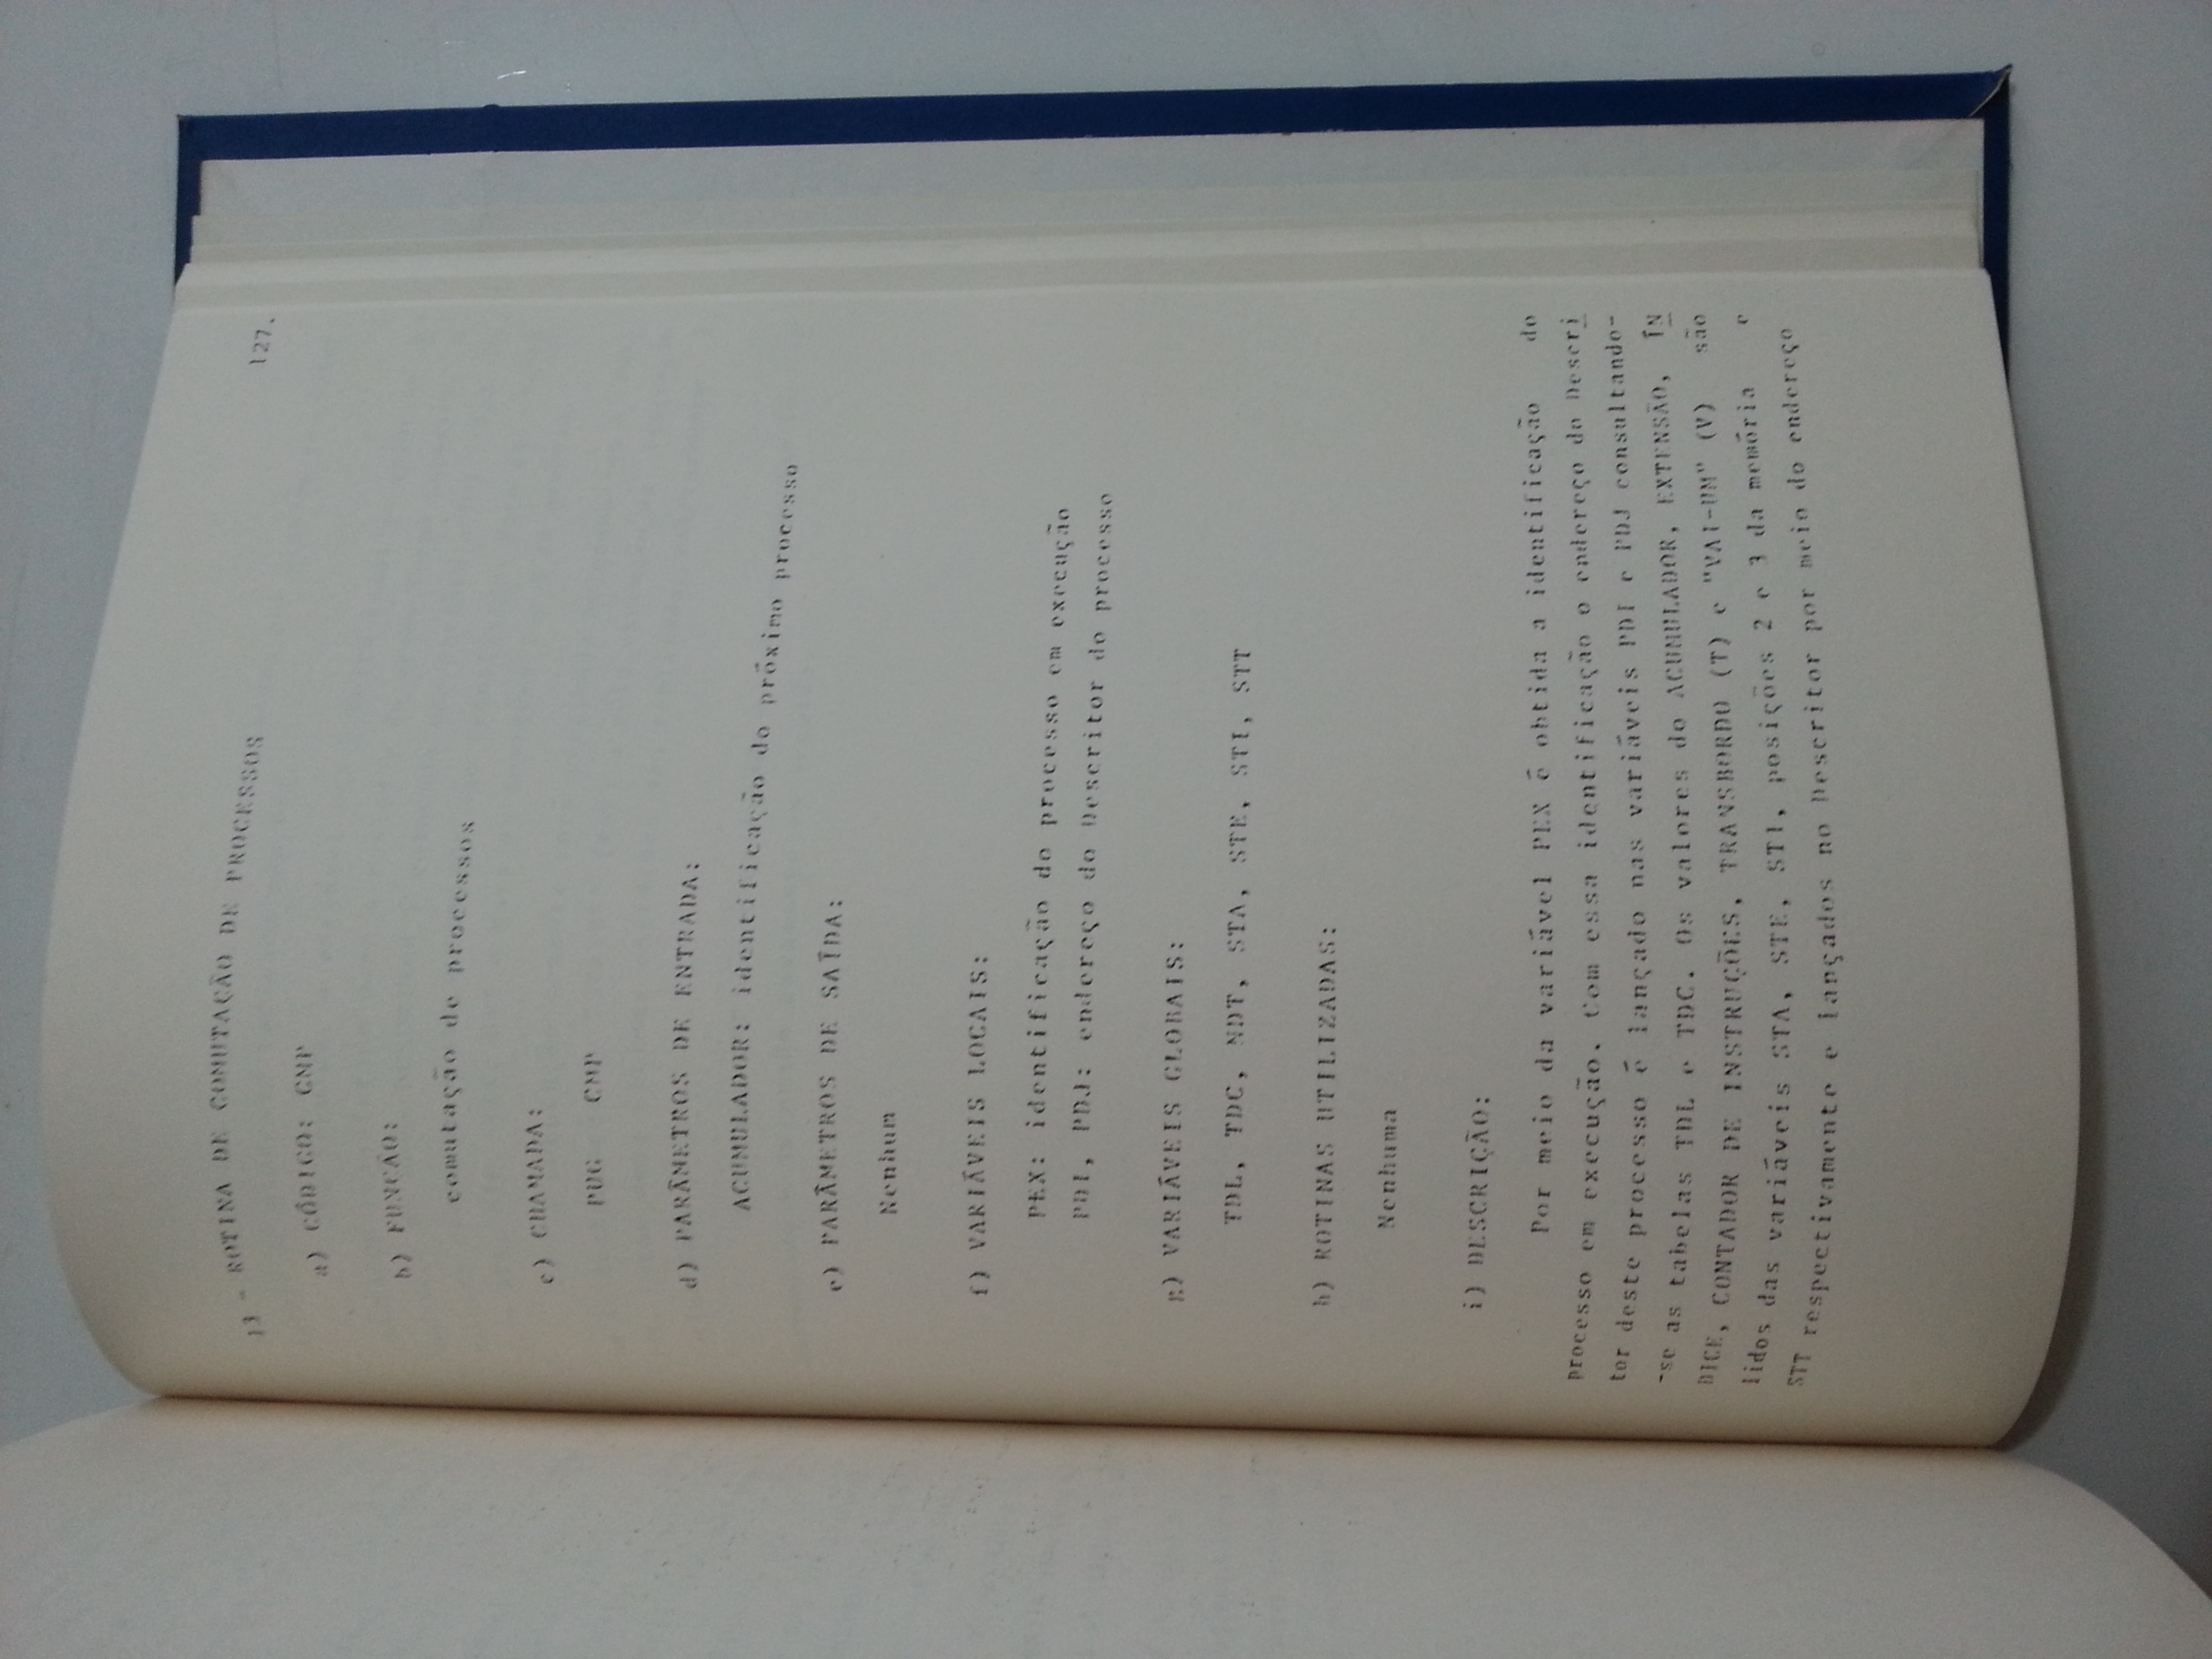 127.
13 - ROTINA DE COMUTAÇÃO DE PROCESSOS
a) CÓDIGO: CMP
b) FUNÇÃO:
comutação de processos
c) CHAMADA:
PUG CMP
d) PARÂMETROS DE ENTRADA:
ACUMULADOR: identificação do próximo processo
e) PARÂMETROS DE SAÍDA:
Nenhum
f) VARIÁVEIS LOCAIS:
PEX: identificação do processo em execução
PDI, PDJ: endereço do Descritor do processo
g) VARIÁVEIS GLOBAIS:
TDL, TDC, NDT, STA, STE, STI, STT
h) ROTINAS UTILIZADAS:
Nenhuma
i) DESCRIÇÃO:
Por meio da variável PEX é obtida a identificação do
processo em execução. Com essa identificação o endereço do Descri
tor deste processo é lançado nas variáveis PDI e PDJ consultando-
-se as tabelas TDL e TDC. Os valores do ACUMULADOR, EXTENSÃO, ÍN
DICE, CONTADOR DE INSTRUÇÕES, TRANSBORDO (T) e "VAI-UM" (V) são
lidos das variáveis STA, STE, STI, posições 2 e 3 da memória e
STT respectivamente e lançados no Descritor por meio do endereço